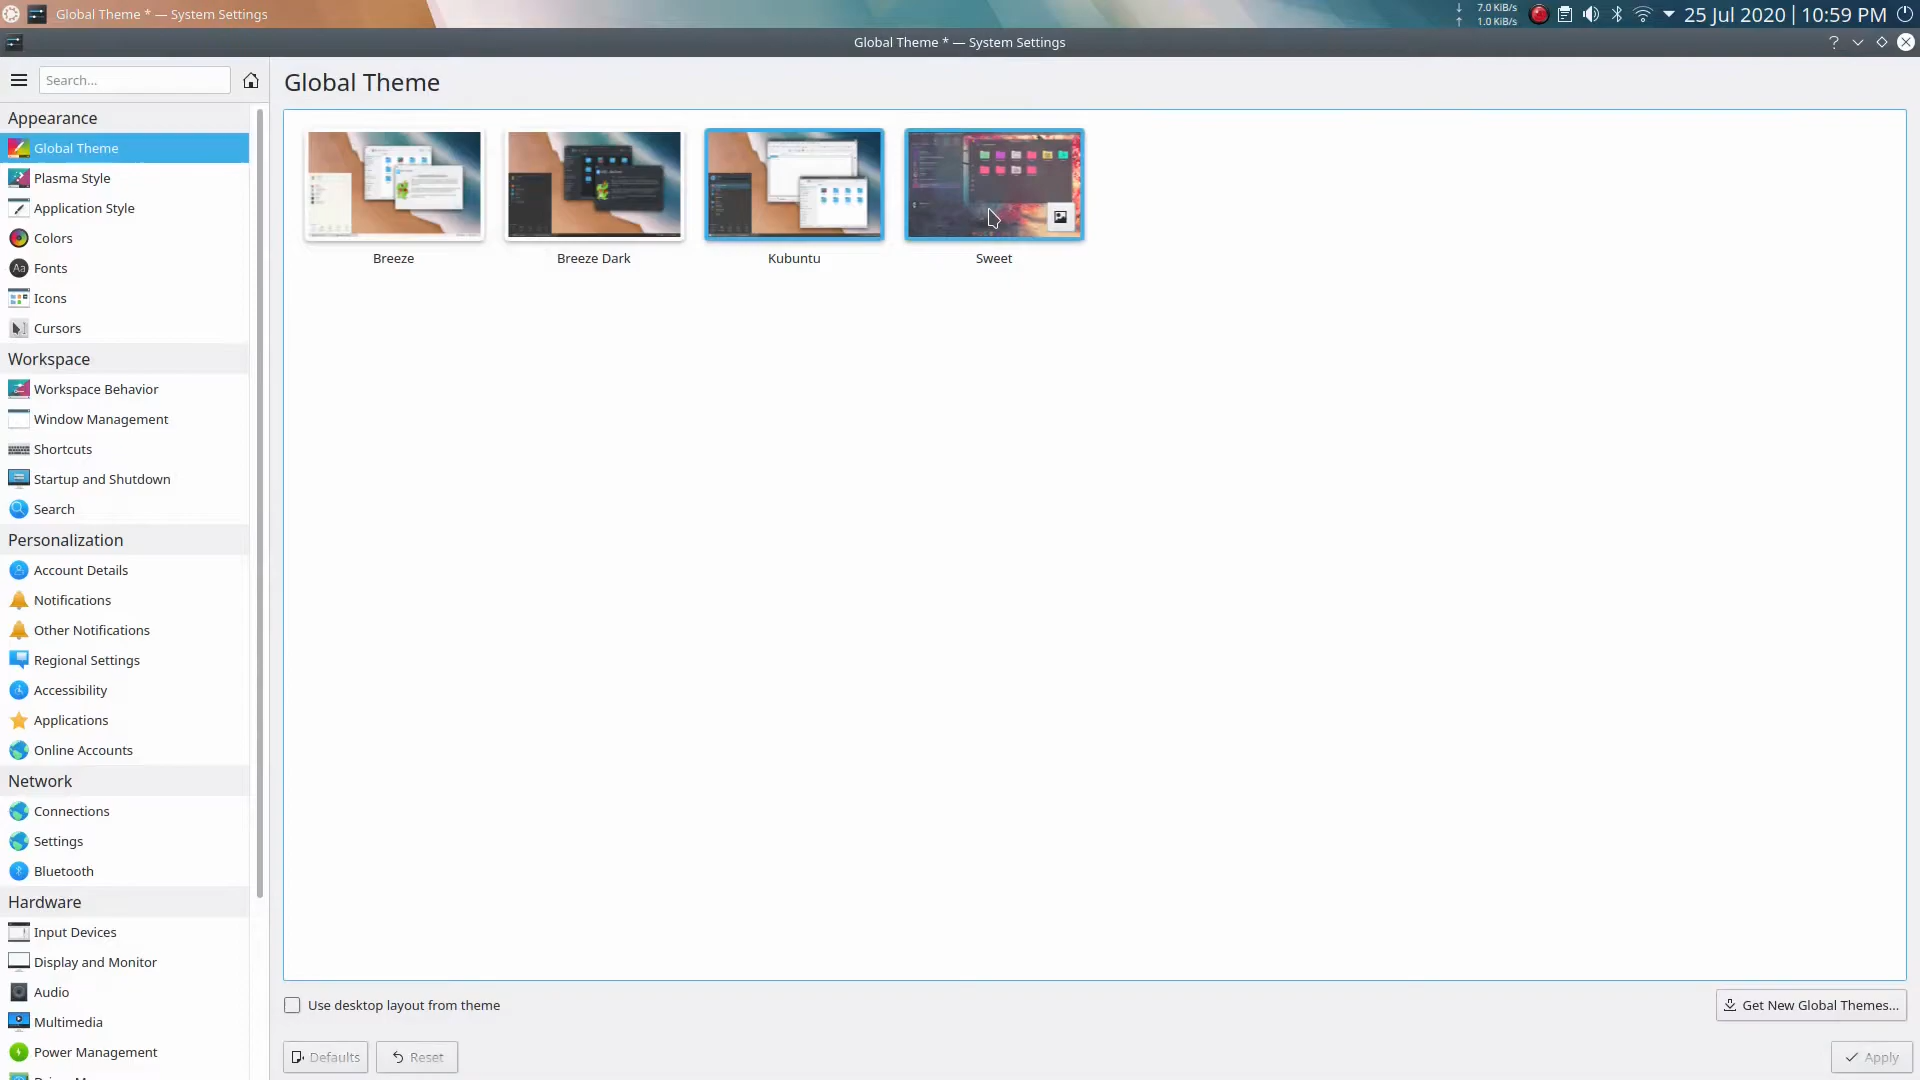 Global Theme * — System Settings
↓ 7.0 KiB/s
↑ 1.0 KiB/s
25 Jul 2020 | 10:59 PM
Global Theme * — System Settings
Search...
Global Theme
Appearance
Global Theme
Plasma Style
Application Style
Colors
Fonts
Icons
Cursors
Workspace
Workspace Behavior
Window Management
Shortcuts
Startup and Shutdown
Search
Personalization
Account Details
Notifications
Other Notifications
Regional Settings
Accessibility
Applications
Online Accounts
Network
Connections
Settings
Bluetooth
Hardware
Input Devices
Display and Monitor
Audio
Multimedia
Power Management
Breeze
Breeze Dark
Kubuntu
Sweet
Use desktop layout from theme
Get New Global Themes...
Defaults
Reset
Apply